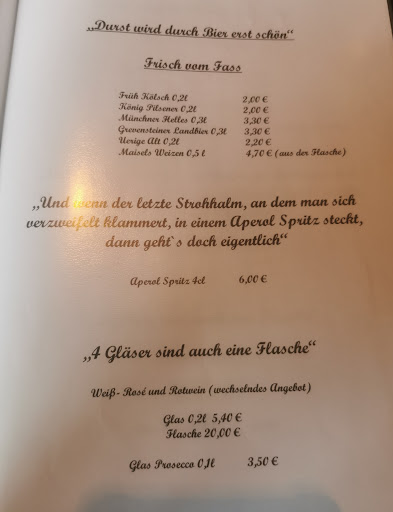 „Durst wird durch Bier erst schön“
Frisch vom Fass
Früh Kölsch 0,2l 2,00 €
König Pilsener 0,2l 2,00 €
Münchner Helles 0,3l 3,30 €
Grevensteiner Landbier 0,3l 3,30 €
Uerige Alt 0,2l 2,20 €
Maisels Weizen 0,5 l 4,70 € (aus der Flasche)
„Und wenn der letzte Strohhalm, an dem man sich
verzweifelt klammert, in einem Aperol Spritz steckt,
dann geht`s doch eigentlich“
Aperol Spritz 4cl 6,00 €
„4 Gläser sind auch eine Flasche“
Weiß- Rosé und Rotwein (wechselndes Angebot)
Glas 0,2l 5,40 €
Flasche 20,00 €
Glas Prosecco 0,1l 3,50 €